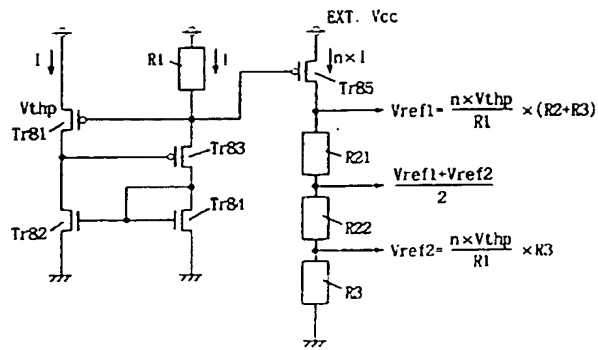 EXT. Vcc
I
R1
I
n×I
Tr85
Vthp
Tr81
Vref1= n×Vthp / R1 ×(R2+R3)
Tr83
R21
Vref1+Vref2 / 2
Tr82
Tr84
R22
Vref2= n×Vthp / R1 ×R3
R3